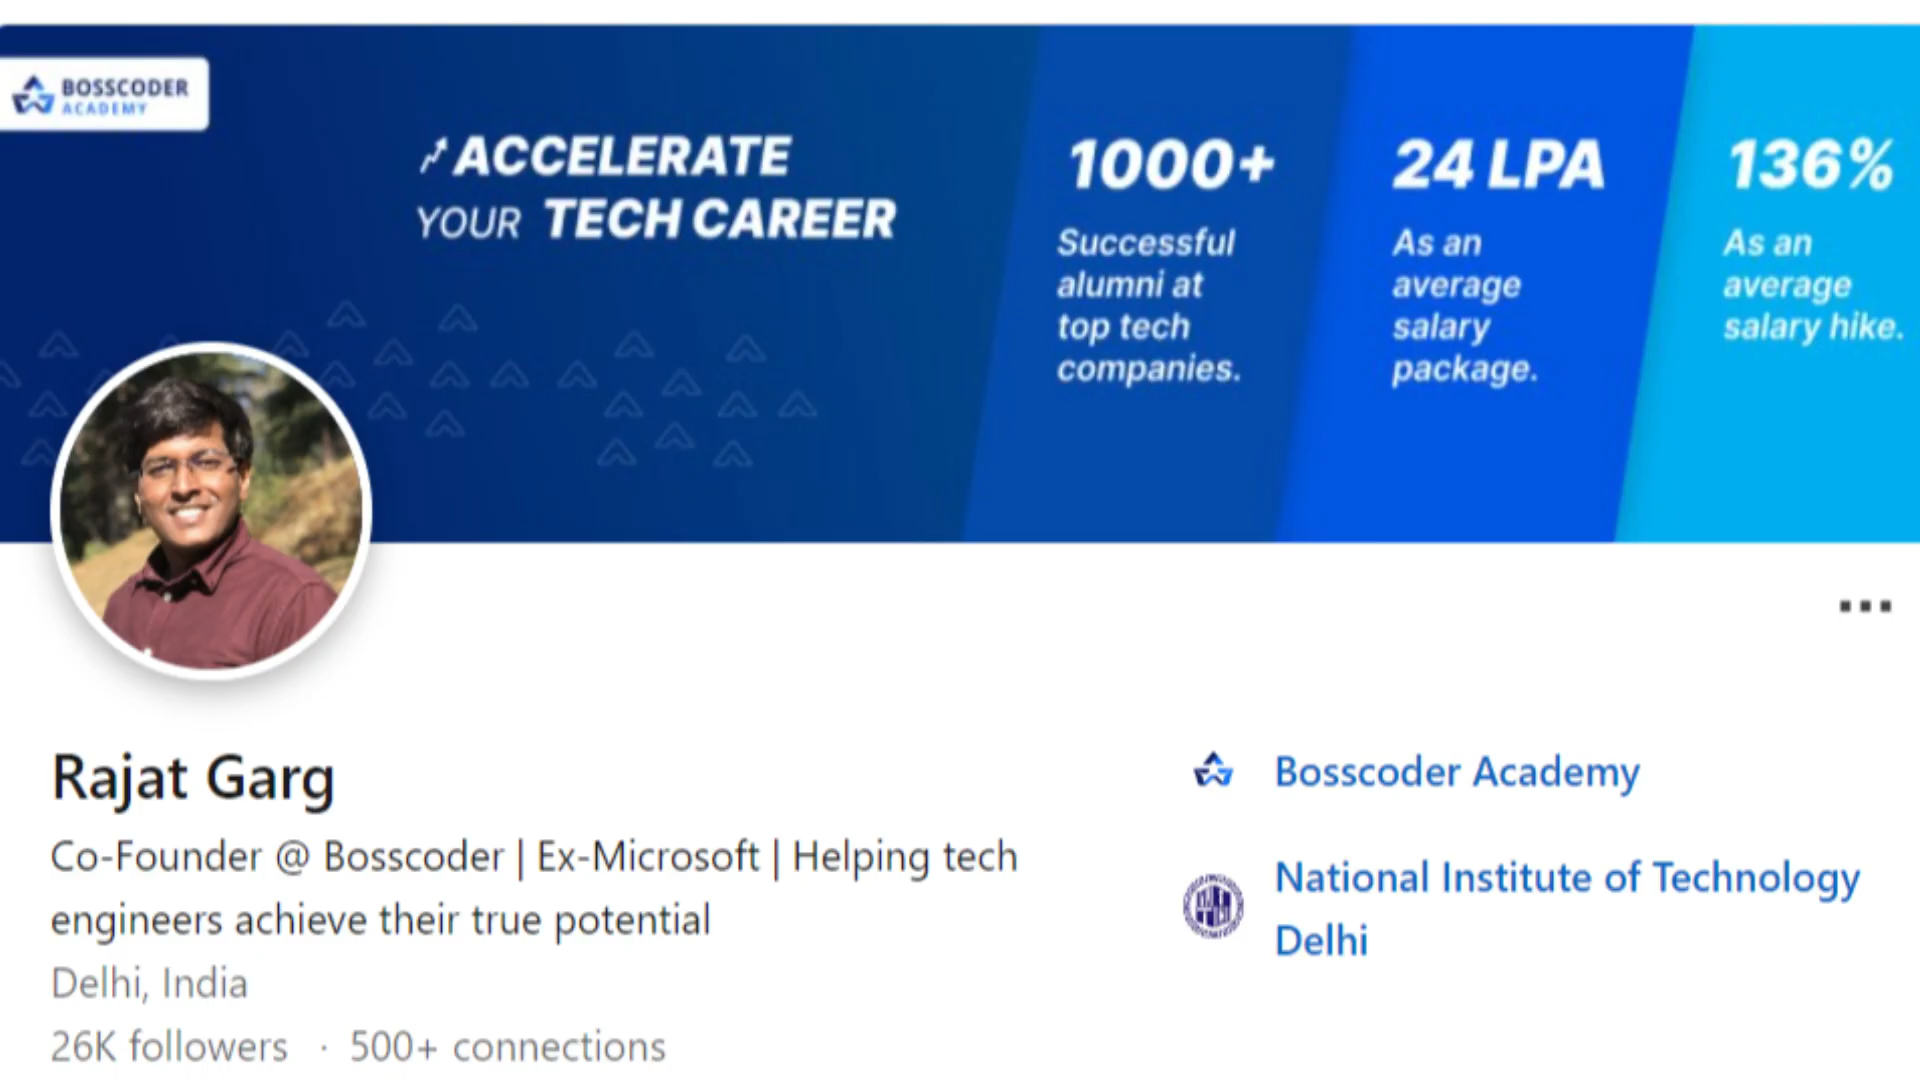 BOSSCODER
ACADEMY
ACCELERATE
YOUR TECH CAREER
1000+
Successful
alumni at
top tech
companies.
24 LPA
As an
average
salary
package.
136%
As an
average
salary hike.
Rajat Garg
Co-Founder @ Bosscoder | Ex-Microsoft | Helping tech
engineers achieve their true potential
Delhi, India
26K followers · 500+ connections
Bosscoder Academy
National Institute of Technology
Delhi